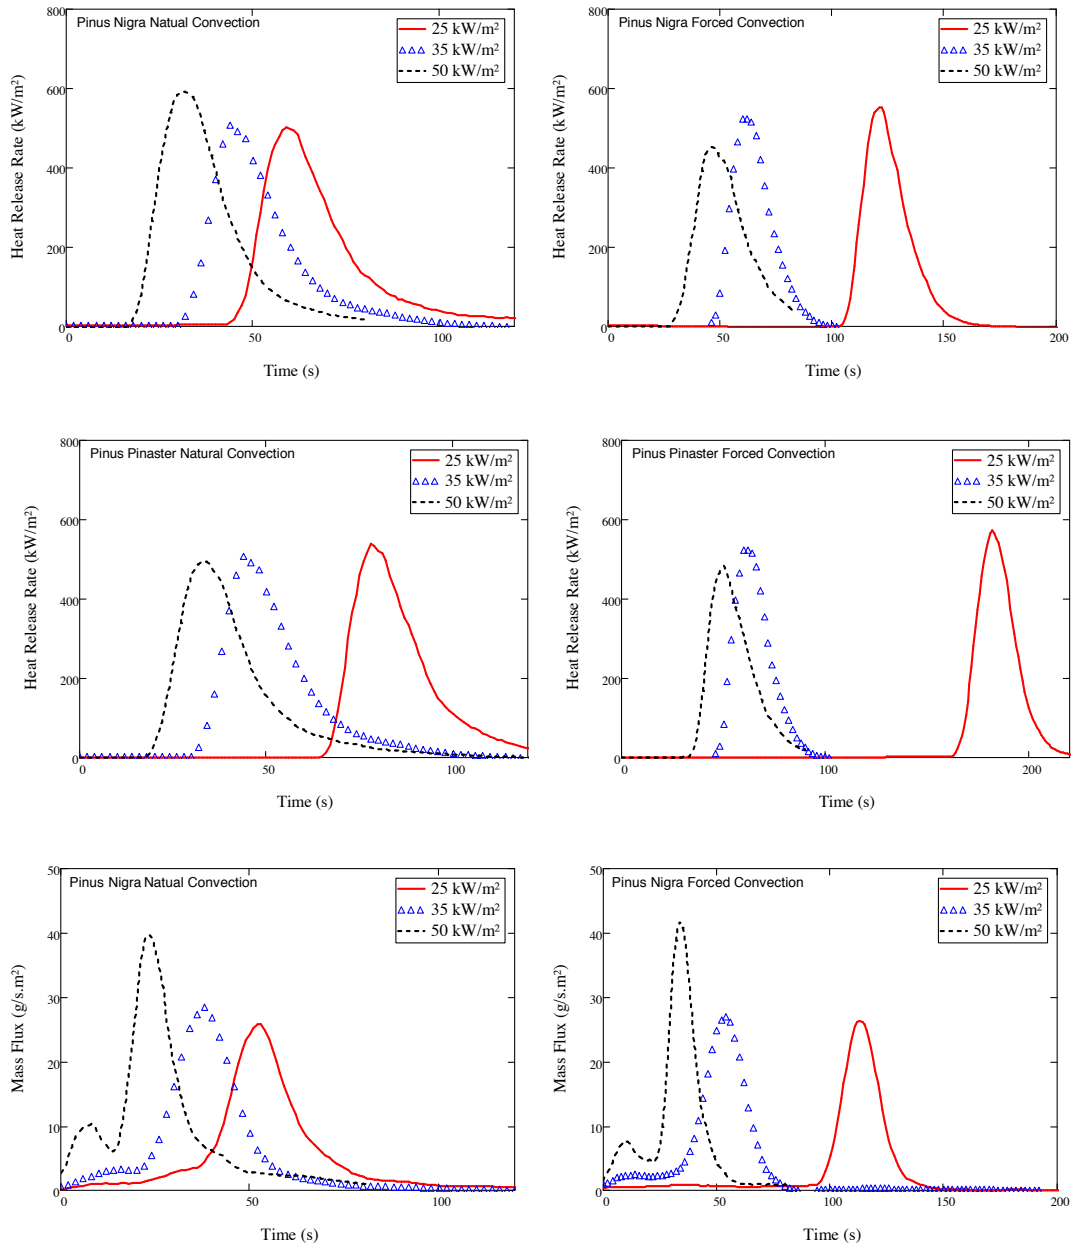 Pinus Nigra Natual Convection
25 kW/m²
35 kW/m²
50 kW/m²
Heat Release Rate (kW/m²)
800
600
400
200
0
0
50
100
Time (s)
Pinus Nigra Forced Convection
25 kW/m²
35 kW/m²
50 kW/m²
Heat Release Rate (kW/m²)
800
600
400
200
0
0
50
100
150
200
Time (s)
Pinus Pinaster Natural Convection
25 kW/m²
35 kW/m²
50 kW/m²
Heat Release Rate (kW/m²)
800
600
400
200
0
0
50
100
Time (s)
Pinus Pinaster Forced Convection
25 kW/m²
35 kW/m²
50 kW/m²
Heat Release Rate (kW/m²)
800
600
400
200
0
0
100
200
Time (s)
Pinus Nigra Natual Convection
25 kW/m²
35 kW/m²
50 kW/m²
Mass Flux (g/s.m²)
50
40
30
20
10
0
0
50
100
Time (s)
Pinus Nigra Forced Convection
25 kW/m²
35 kW/m²
50 kW/m²
Mass Flux (g/s.m²)
50
40
30
20
10
0
0
50
100
150
200
Time (s)